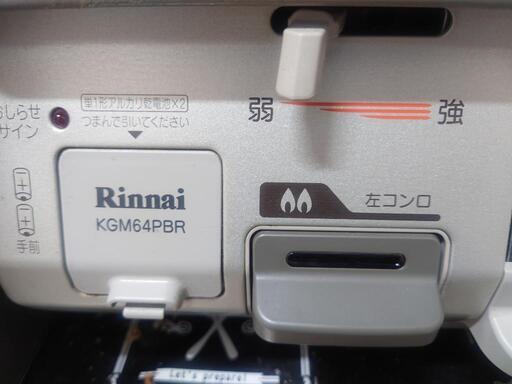 おしらせ
サイン
単1形アルカリ乾電池×2
つまんで引いてください
弱 強
Rinnai
KGM64PBR
左コンロ
手前
Let's prepare!